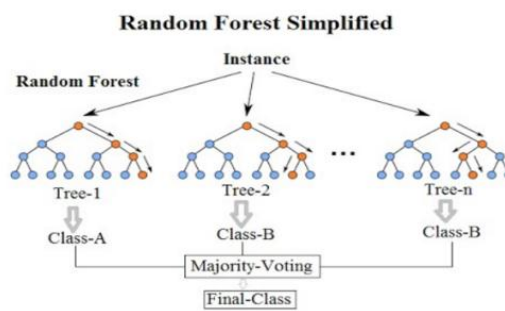 Random Forest Simplified
Instance
Random Forest
...
Tree-1 Tree-2 Tree-n
Class-A Class-B Class-B
Majority-Voting
Final-Class